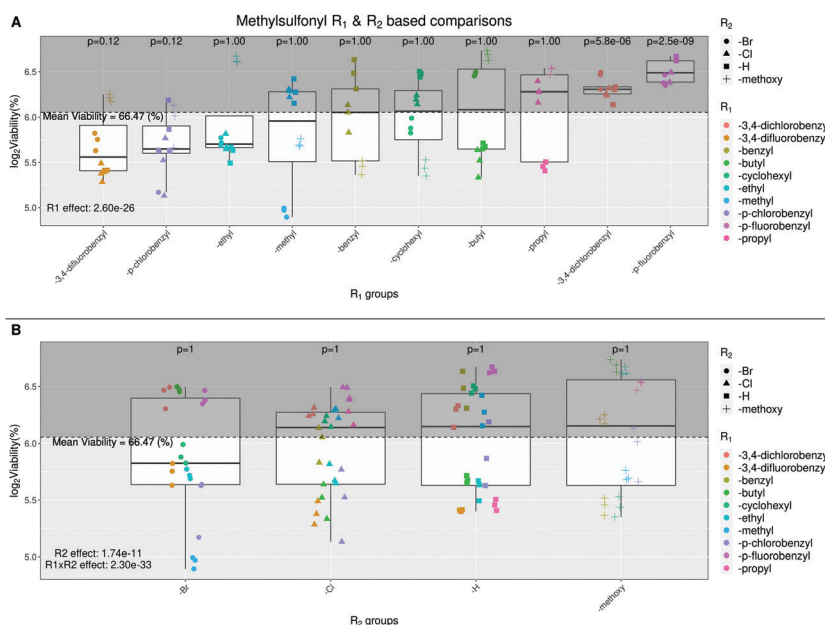 Methylsulfonyl R1 & R2 based comparisons
A
p=0.12 p=0.12 p=1.00 p=1.00 p=1.00 p=1.00 p=1.00 p=1.00 p=5.8e-06 p=2.5e-09
6.5
6.0
5.5
5.0
log2Viability(%)
Mean Viability = 66.47 (%)
R1 effect: 2.60e-26
-3,4-difluorobenzyl
-p-chlorobenzyl
-ethyl
-methyl
-benzyl
-cyclohexyl
-butyl
-propyl
-3,4-dichlorobenzyl
-p-fluorobenzyl
R1 groups
R2
-Br
-Cl
-H
-methoxy
R1
-3,4-dichlorobenzyl
-3,4-difluorobenzyl
-benzyl
-butyl
-cyclohexyl
-ethyl
-methyl
-p-chlorobenzyl
-p-fluorobenzyl
-propyl
B
p=1 p=1 p=1 p=1
6.5
6.0
5.5
5.0
log2Viability(%)
Mean Viability = 66.47 (%)
R2 effect: 1.74e-11
R1xR2 effect: 2.30e-33
-Br
-Cl
-H
-methoxy
R2 groups
R2
-Br
-Cl
-H
-methoxy
R1
-3,4-dichlorobenzyl
-3,4-difluorobenzyl
-benzyl
-butyl
-cyclohexyl
-ethyl
-methyl
-p-chlorobenzyl
-p-fluorobenzyl
-propyl